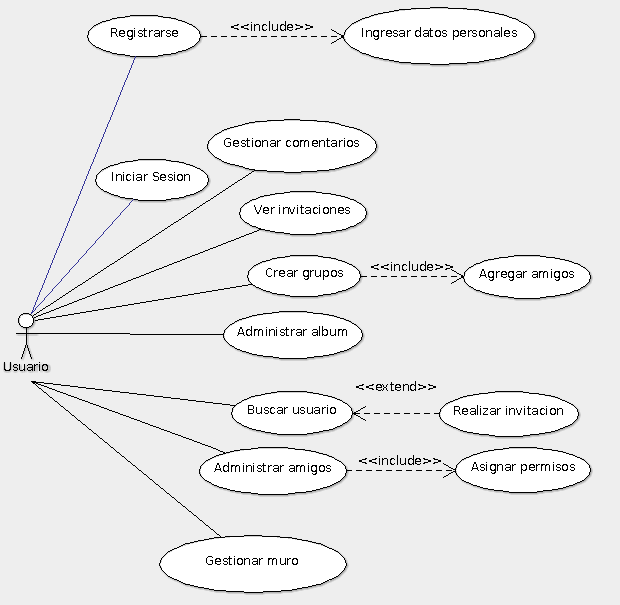 Registrarse
<<include>>
Ingresar datos personales
Gestionar comentarios
Iniciar Sesion
Ver invitaciones
Crear grupos
<<include>>
Agregar amigos
Administrar album
Usuario
<<extend>>
Buscar usuario
Realizar invitacion
Administrar amigos
<<include>>
Asignar permisos
Gestionar muro